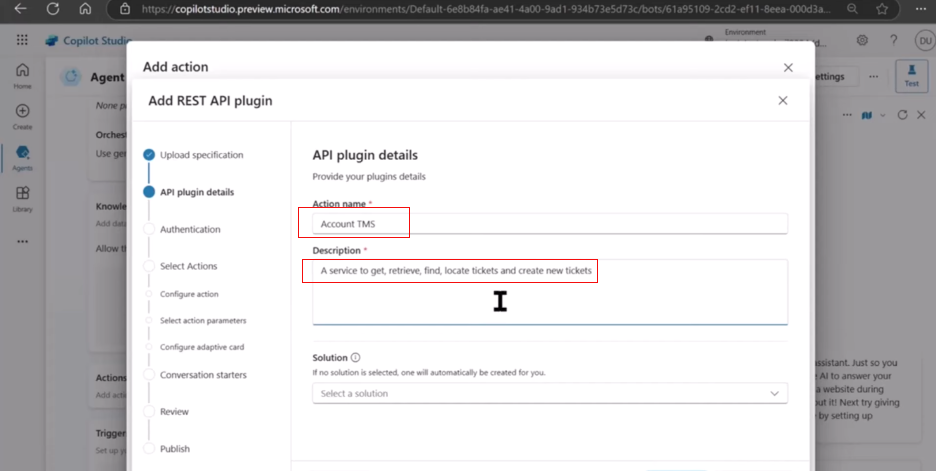 https://copilotstudio.preview.microsoft.com/environments/Default-6e8b84fa-ae41-4a00-9ad1-934b73e5d73c/bots/61a95109-2cd2-ef11-8eea-000d3a...
Copilot Studio
Environment
DU
Home
Create
Agents
Library
Agent
ettings
Test
None p
Orchest
Use gen
Knowle
Add data
Allow th
Actions
Add actio
Trigger
Set up y
Add action
Add REST API plugin
Upload specification
API plugin details
Authentication
Select Actions
Configure action
Select action parameters
Configure adaptive card
Conversation starters
Review
Publish
API plugin details
Provide your plugins details
Action name *
Account TMS
Description *
A service to get, retrieve, find, locate tickets and create new tickets
Solution
If no solution is selected, one will automatically be created for you.
Select a solution
assistant. Just so you
AI to answer your
a website during
out it! Next try giving
by setting up